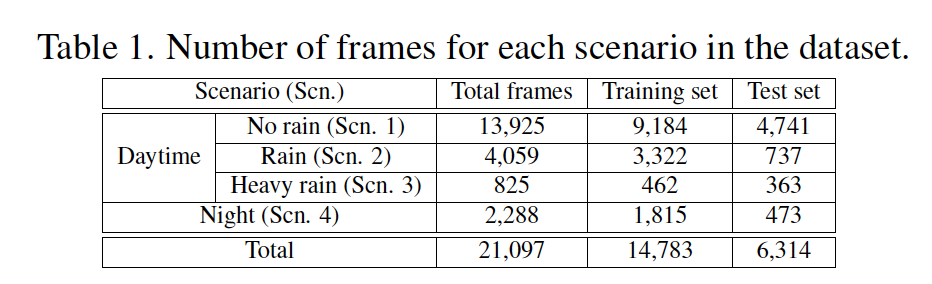 Table 1. Number of frames for each scenario in the dataset.
Scenario (Scn.) Total frames Training set Test set
No rain (Scn. 1) 13,925 9,184 4,741
Daytime Rain (Scn. 2) 4,059 3,322 737
Heavy rain (Scn. 3) 825 462 363
Night (Scn. 4) 2,288 1,815 473
Total 21,097 14,783 6,314